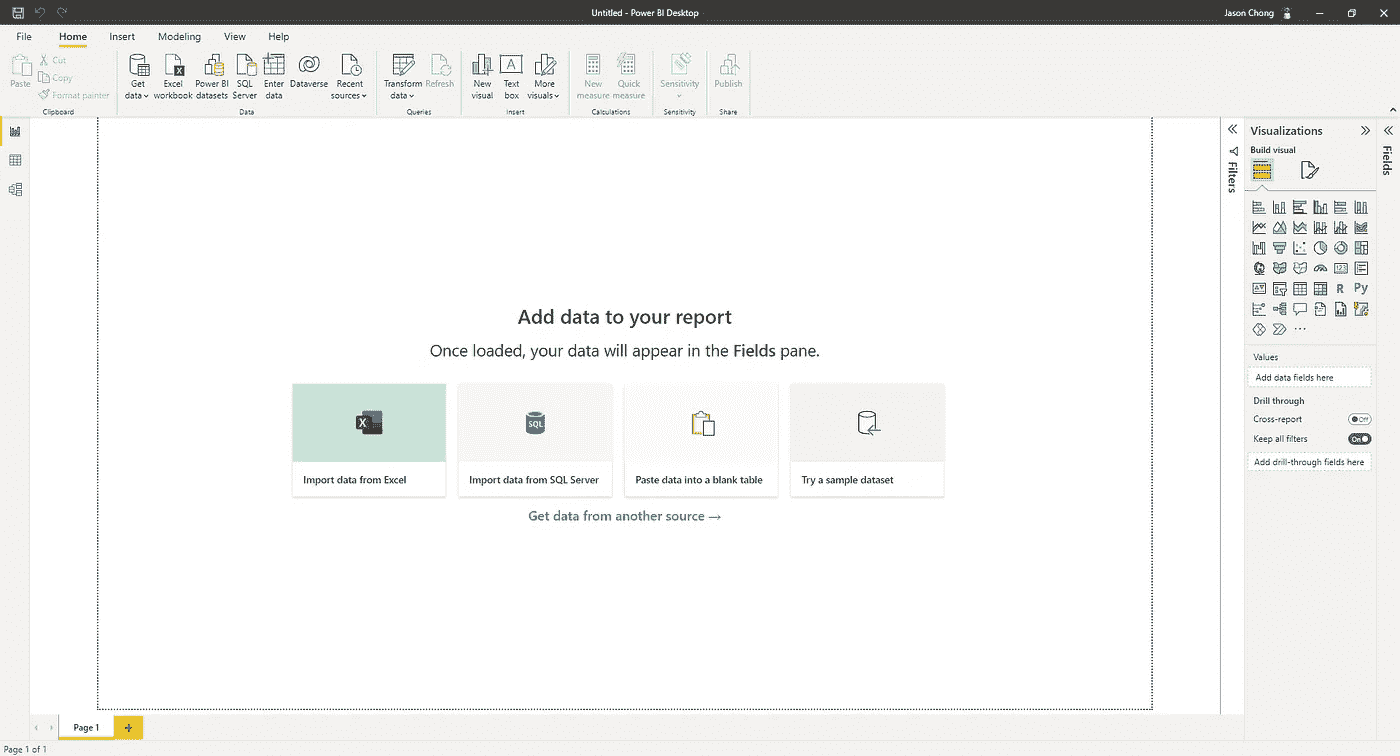 Untitled - Power BI Desktop
Jason Chong
File Home Insert Modeling View Help
Paste
Cut
Copy
Format painter
Clipboard
Get data
Excel workbook
Power BI datasets
SQL Server
Enter data
Dataverse
Recent sources
Data
Transform data
Refresh
Queries
New visual
Text box
More visuals
Insert
New measure
Quick measure
Calculations
Sensitivity
Sensitivity
Publish
Share
Filters
Visualizations
Build visual
Fields
123
R
Py
Values
Add data fields here
Drill through
Cross-report
Off
Keep all filters
On
Add drill-through fields here
Add data to your report
Once loaded, your data will appear in the Fields pane.
X
SQL
Import data from Excel
Import data from SQL Server
Paste data into a blank table
Try a sample dataset
Get data from another source →
Page 1
+
Page 1 of 1